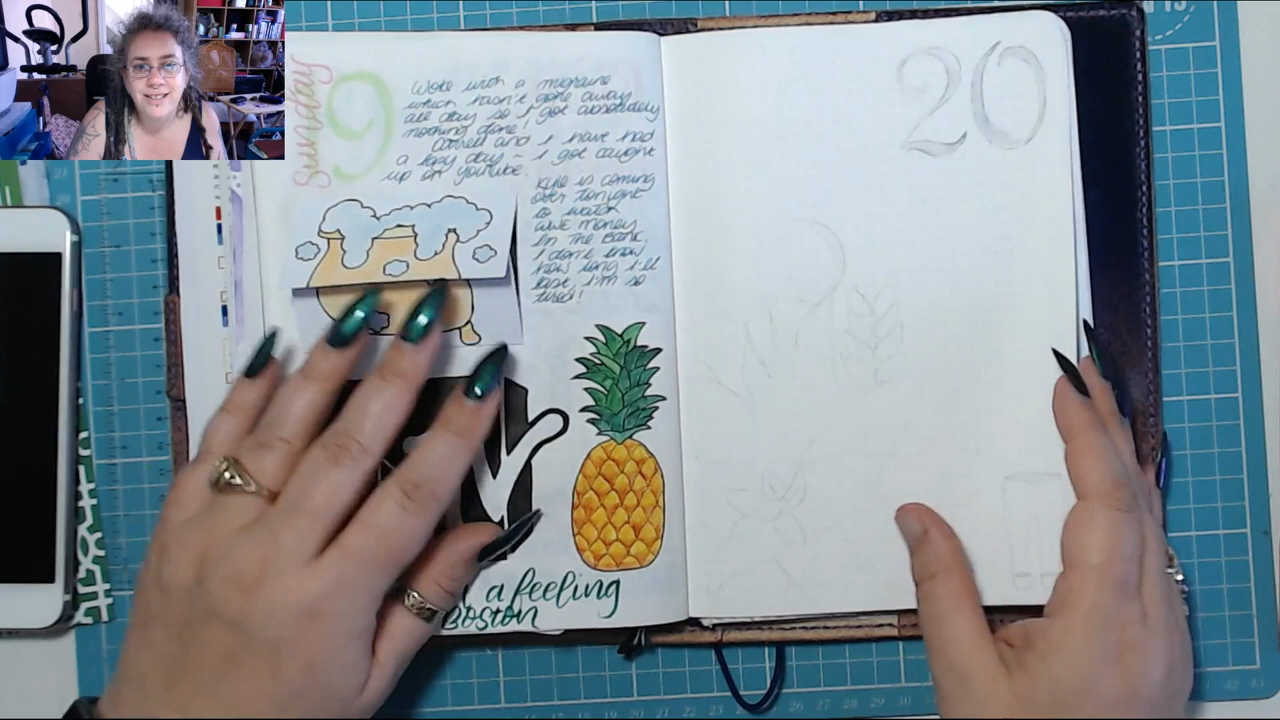 Sunday
9
Woke with a migraine
which hasn't gone away
all day so I got absolutely
nothing done!
and I have had
a lazy day ~ I got caught
up on youtube.
Kyle is coming
over tonight
to watch
Money
in the Bank.
I don't know
how long I'll
last, I'm so
tired!
a feeling
Boston
20